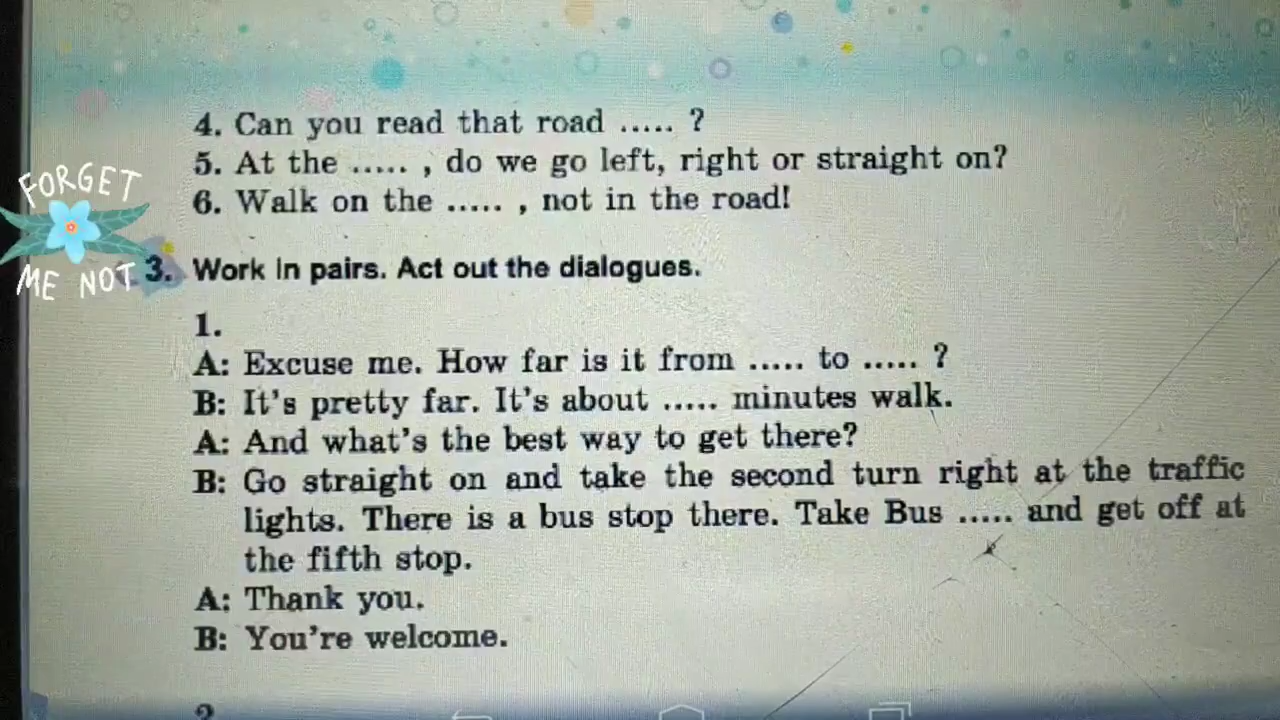 4. Can you read that road ..... ?
5. At the ..... , do we go left, right or straight on?
6. Walk on the ..... , not in the road!
FORGET
ME NOT
3. Work in pairs. Act out the dialogues.
1.
A: Excuse me. How far is it from ..... to ..... ?
B: It's pretty far. It's about ..... minutes walk.
A: And what's the best way to get there?
B: Go straight on and take the second turn right at the traffic
lights. There is a bus stop there. Take Bus ..... and get off at
the fifth stop.
A: Thank you.
B: You're welcome.